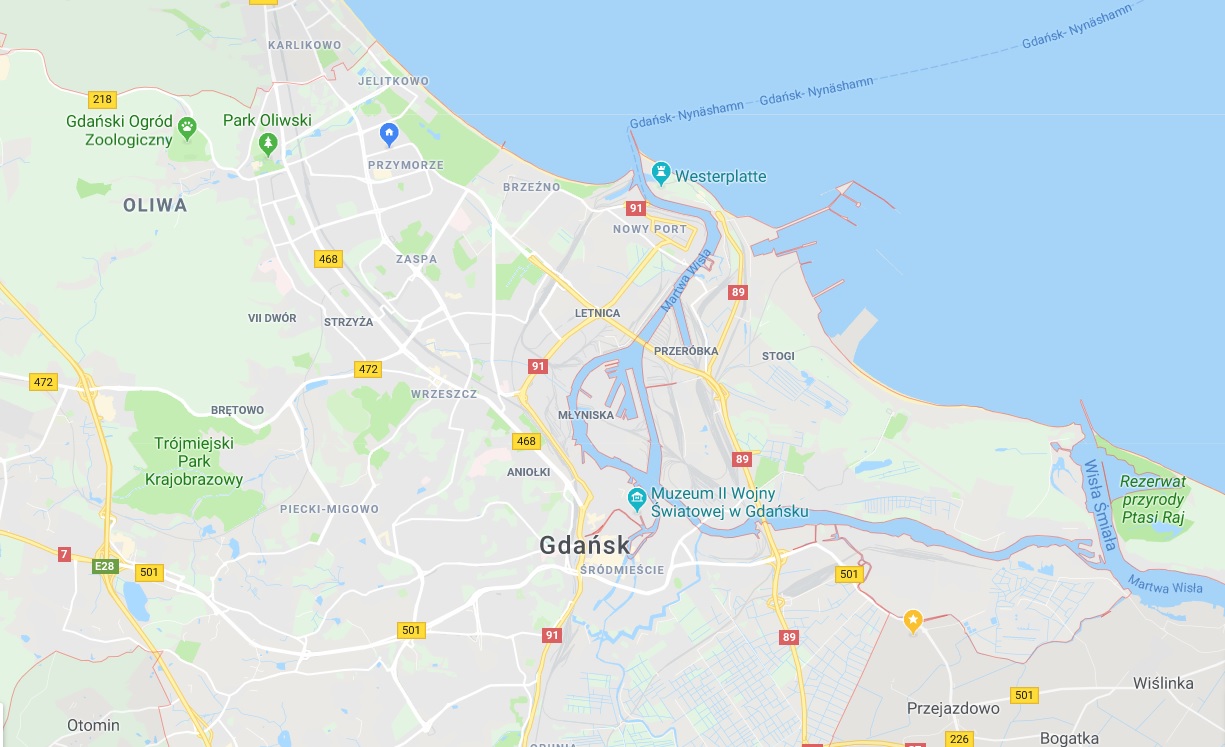 KARLIKOWO
Gdańsk- Nynäshamn
JELITKOWO
Gdańsk- Nynäshamn
218
Gdański Ogród
Zoologiczny
Park Oliwski
Gdańsk- Nynäshamn
PRZYMORZE
Westerplatte
BRZEŹNO
OLIWA
91
NOWY PORT
468
ZASPA
Martwa Wisła
89
VII DWÓR
STRZYŻA
LETNICA
PRZERÓBKA
STOGI
472
472
91
WRZESZCZ
BRĘTOWO
MŁYNISKA
Trójmiejski
Park
Krajobrazowy
468
89
ANIOŁKI
Wisła Śmiała
Rezerwat
przyrody
Ptasi Raj
Muzeum II Wojny
Światowej w Gdańsku
PIECKI-MIGOWO
Gdańsk
7
E28
501
ŚRÓDMIEŚCIE
501
Martwa Wisła
501
91
89
Wiślinka
501
Przejazdowo
Otomin
226
Bogatka